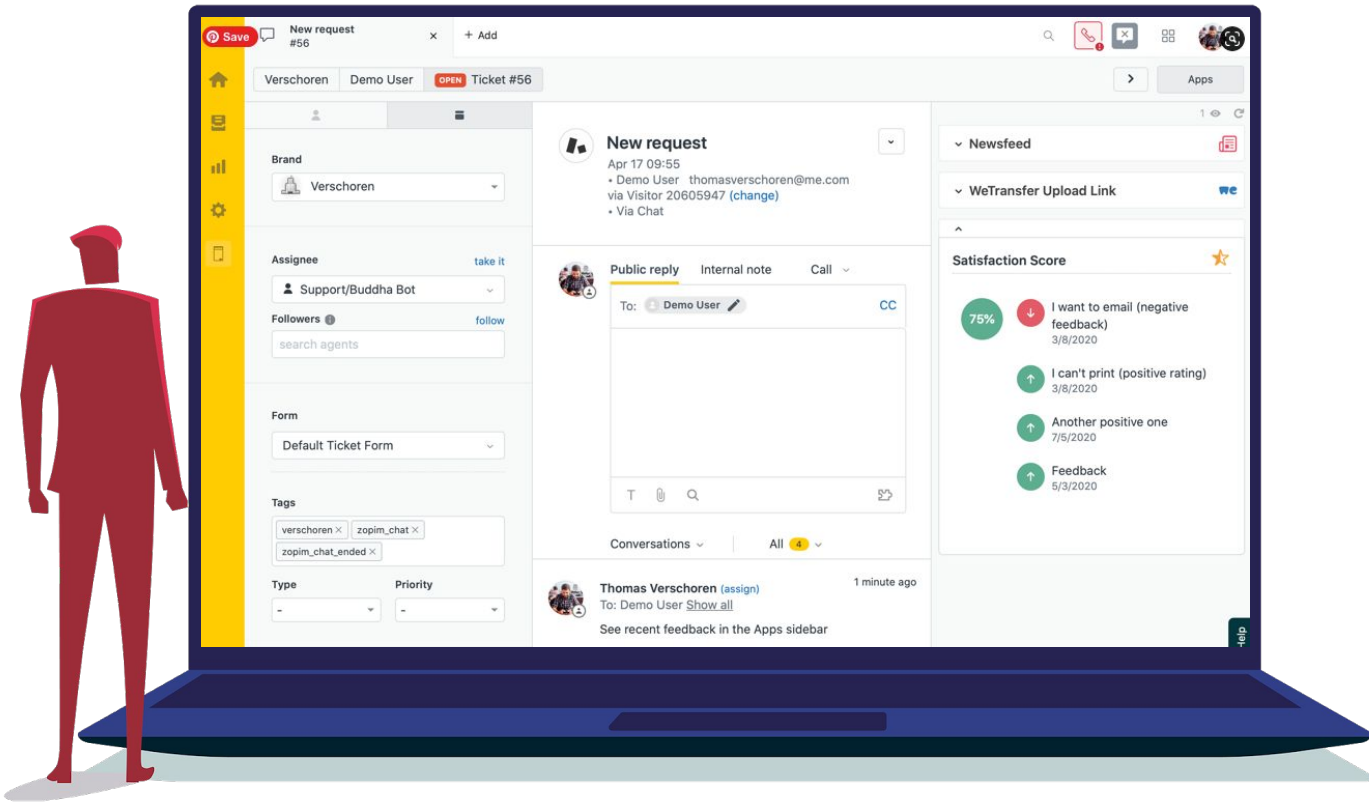 Save
New request
#56
×
+ Add
Verschoren
Demo User
OPEN Ticket #56
Apps
1
Brand
Verschoren
Assignee
take it
Support/Buddha Bot
Followers
follow
search agents
Form
Default Ticket Form
Tags
verschoren × zopim_chat ×
zopim_chat_ended ×
Type
Priority
-
-
New request
Apr 17 09:55
• Demo User thomasverschoren@me.com
via Visitor 20605947 (change)
• Via Chat
Public reply
Internal note
Call
To: Demo User
CC
T
Conversations
All 4
Thomas Verschoren (assign)
1 minute ago
To: Demo User Show all
See recent feedback in the Apps sidebar
Newsfeed
WeTransfer Upload Link
we
Satisfaction Score
75%
I want to email (negative
feedback)
3/8/2020
I can't print (positive rating)
3/8/2020
Another positive one
7/5/2020
Feedback
5/3/2020